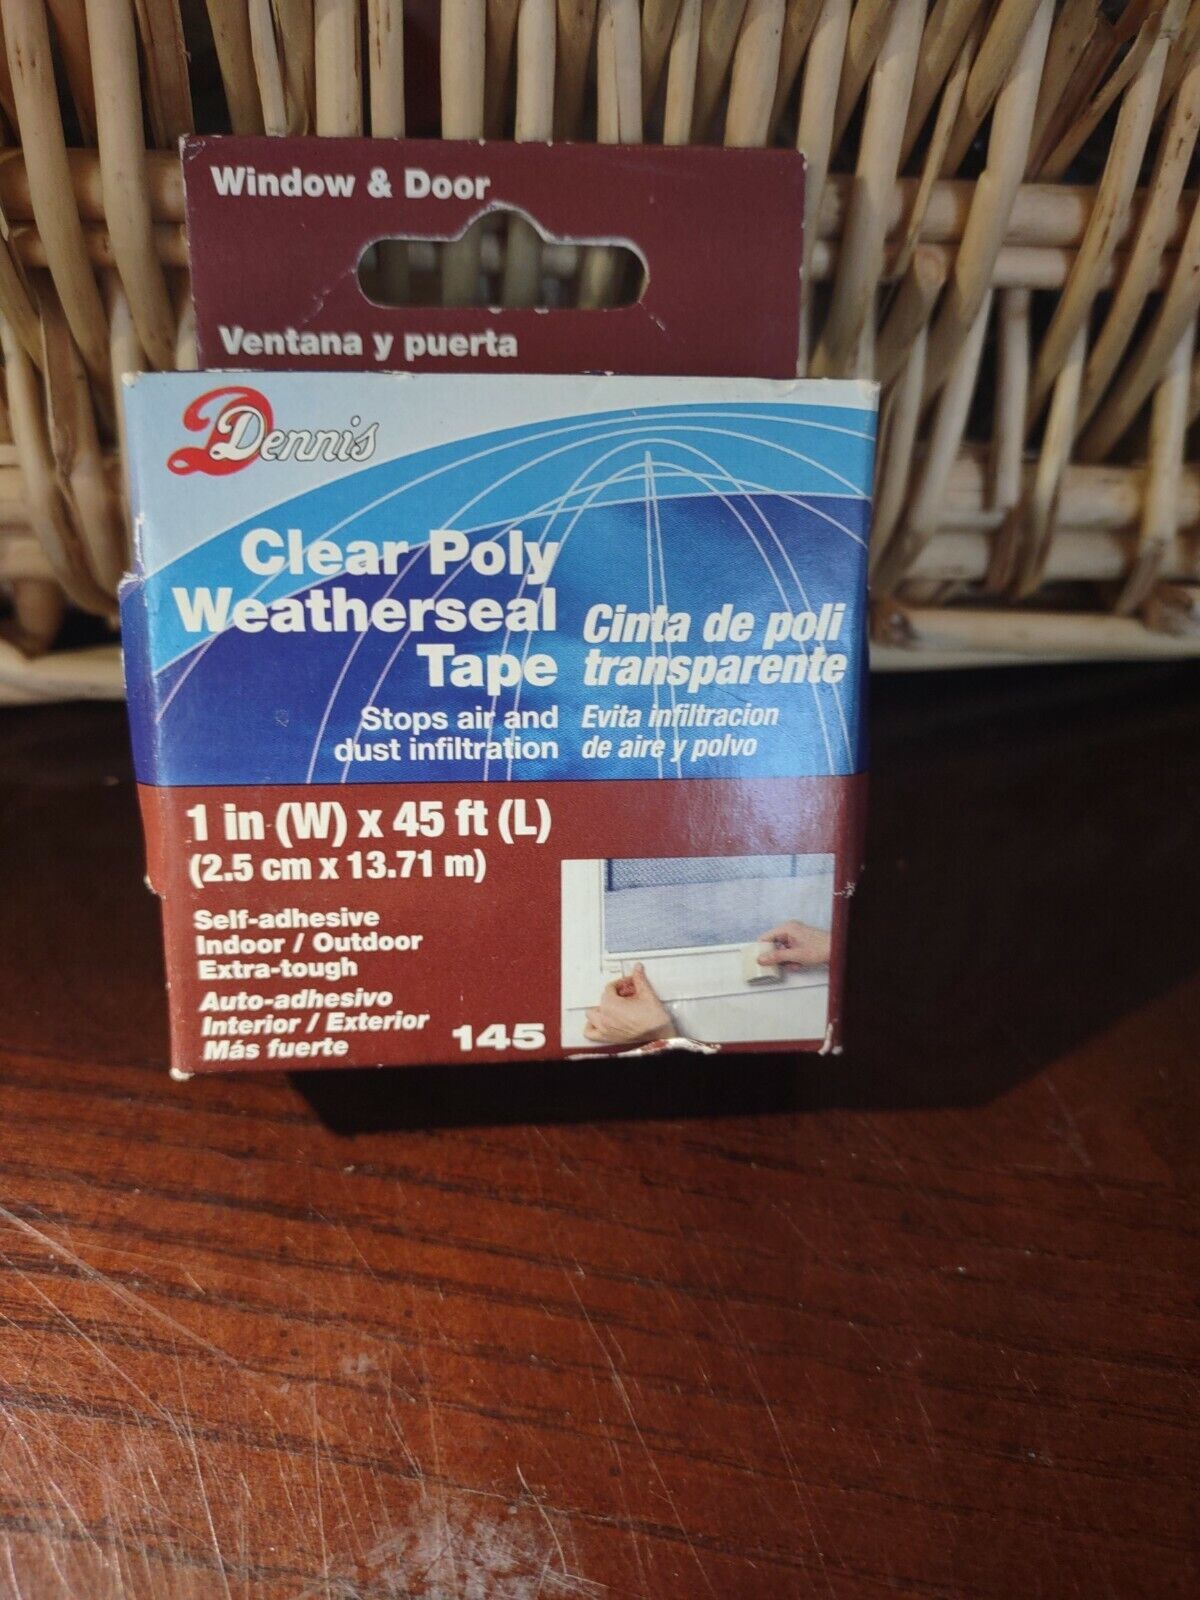 Window & Door
Ventana y puerta
Dennis
Clear Poly
Weatherseal
Tape
Cinta de poli
transparente
Stops air and
dust infiltration
Evita infiltracion
de aire y polvo
1 in (W) x 45 ft (L)
(2.5 cm x 13.71 m)
Self-adhesive
Indoor / Outdoor
Extra-tough
Auto-adhesivo
Interior / Exterior
Más fuerte
145